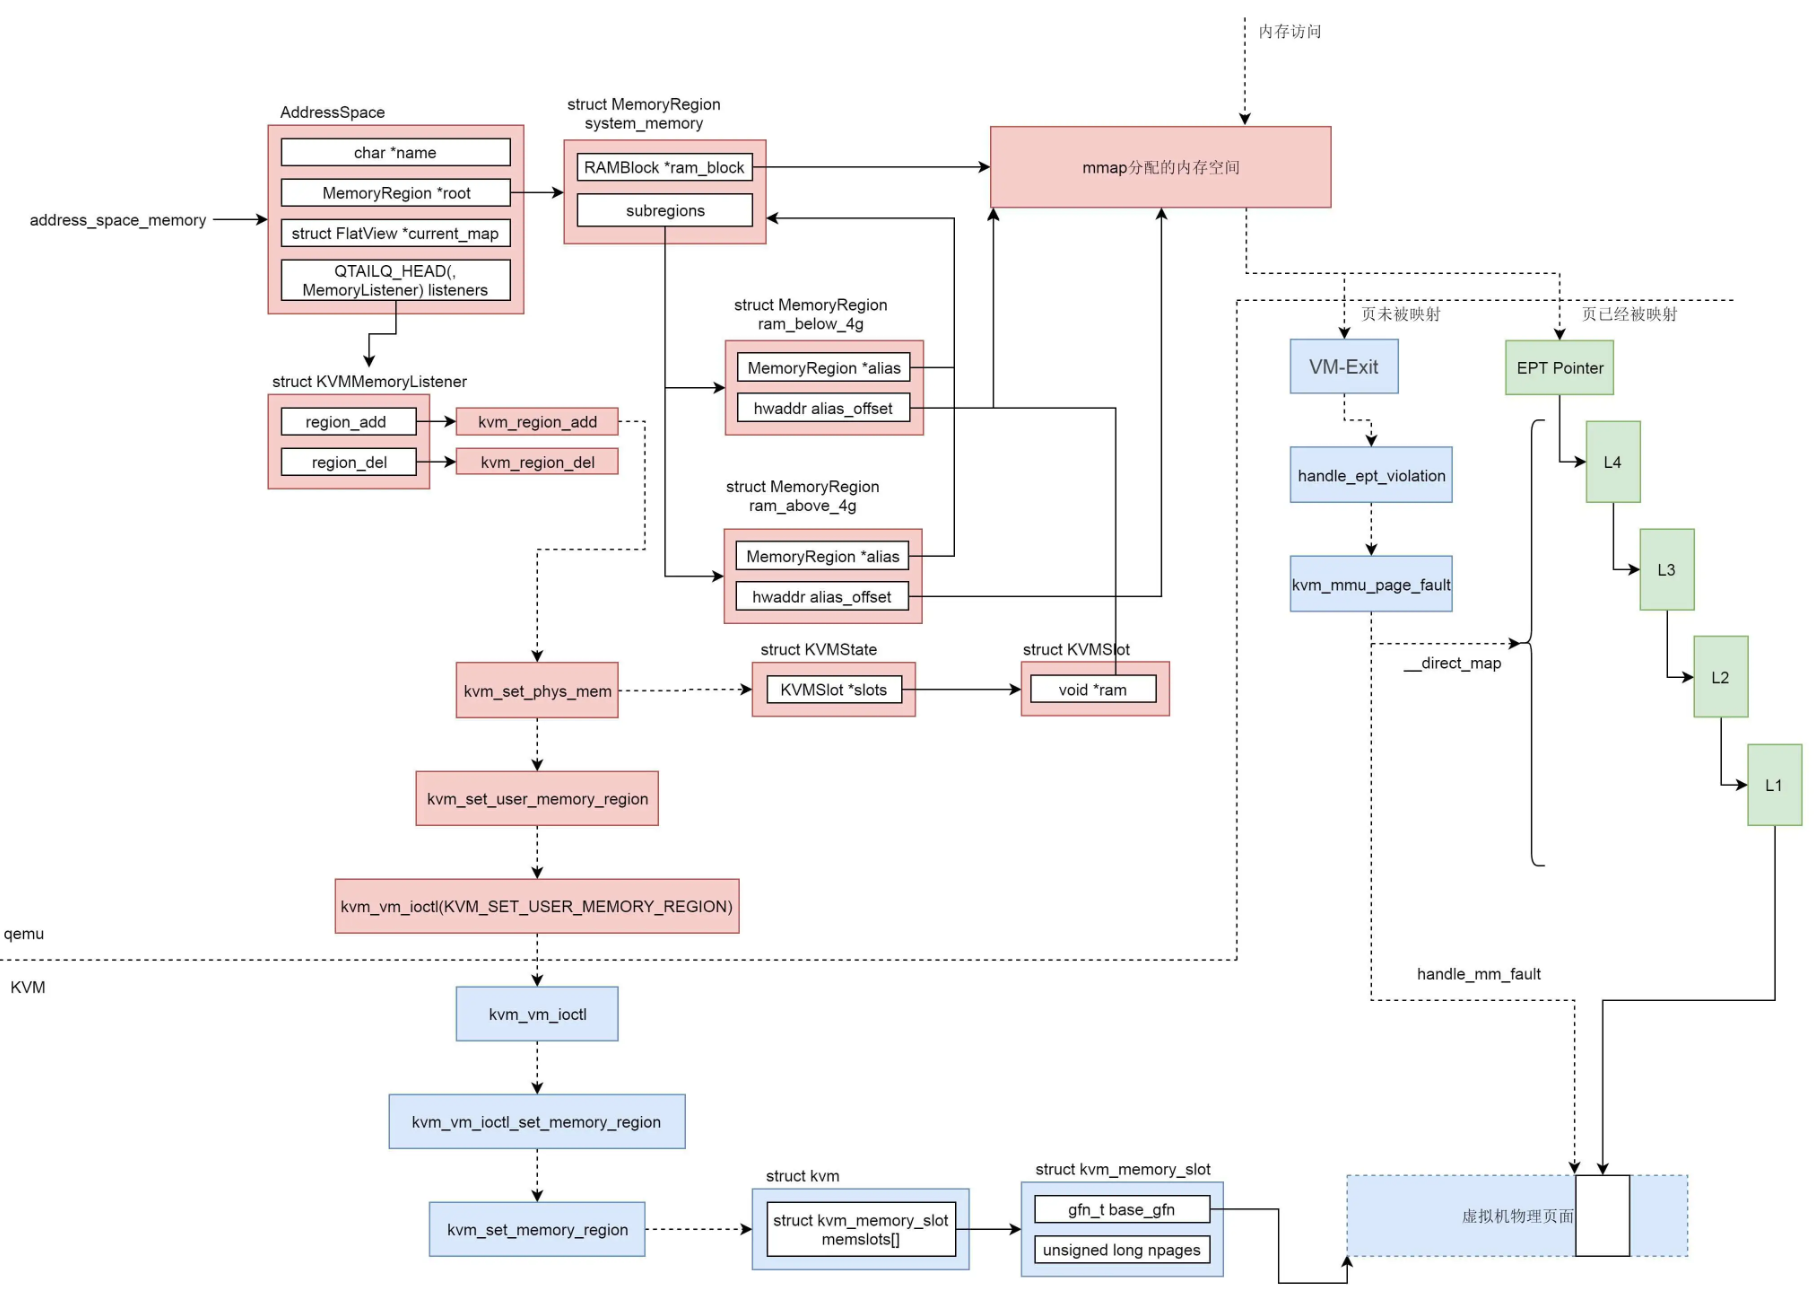 内存访问
AddressSpace
char *name
MemoryRegion *root
struct FlatView *current_map
QTAILQ_HEAD(,
MemoryListener) listeners
address_space_memory
struct MemoryRegion
system_memory
RAMBlock *ram_block
subregions
mmap分配的内存空间
struct MemoryRegion
ram_below_4g
MemoryRegion *alias
hwaddr alias_offset
struct KVMMemoryListener
region_add
kvm_region_add
region_del
kvm_region_del
struct MemoryRegion
ram_above_4g
MemoryRegion *alias
hwaddr alias_offset
页未被映射
页已经被映射
VM-Exit
EPT Pointer
handle_ept_violation
kvm_mmu_page_fault
__direct_map
L4
L3
L2
L1
kvm_set_phys_mem
struct KVMState
KVMSlot *slots
struct KVMSlot
void *ram
kvm_set_user_memory_region
kvm_vm_ioctl(KVM_SET_USER_MEMORY_REGION)
qemu
KVM
handle_mm_fault
kvm_vm_ioctl
kvm_vm_ioctl_set_memory_region
kvm_set_memory_region
struct kvm
struct kvm_memory_slot
memslots[]
struct kvm_memory_slot
gfn_t base_gfn
unsigned long npages
虚拟机物理页面